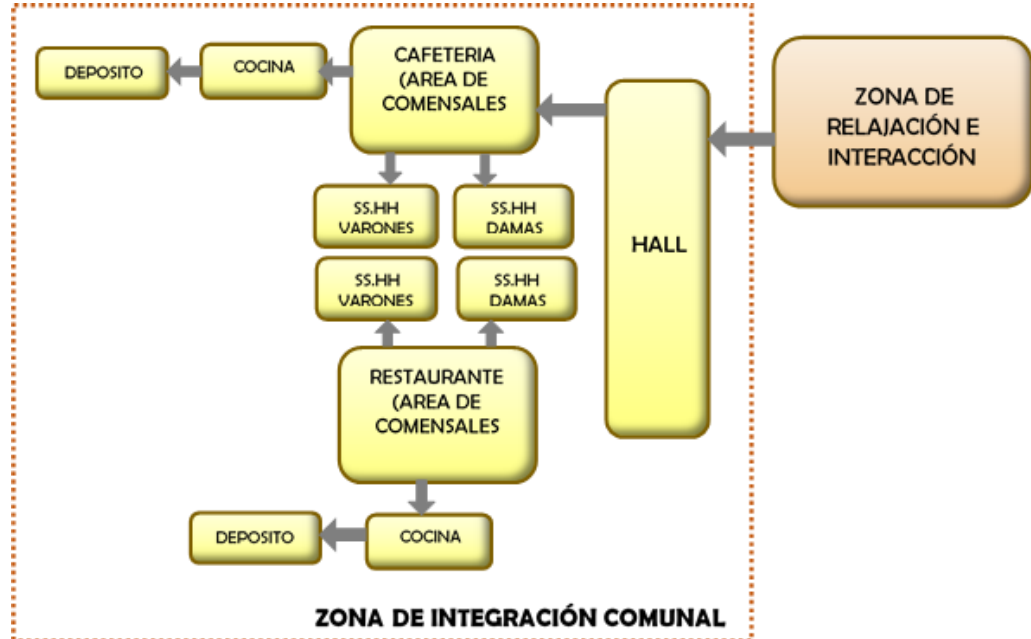 DEPOSITO
COCINA
CAFETERIA
(AREA DE
COMENSALES
ZONA DE
RELAJACIÓN E
INTERACCIÓN
SS.HH
VARONES
SS.HH
DAMAS
HALL
SS.HH
VARONES
SS.HH
DAMAS
RESTAURANTE
(AREA DE
COMENSALES
DEPOSITO
COCINA
ZONA DE INTEGRACIÓN COMUNAL